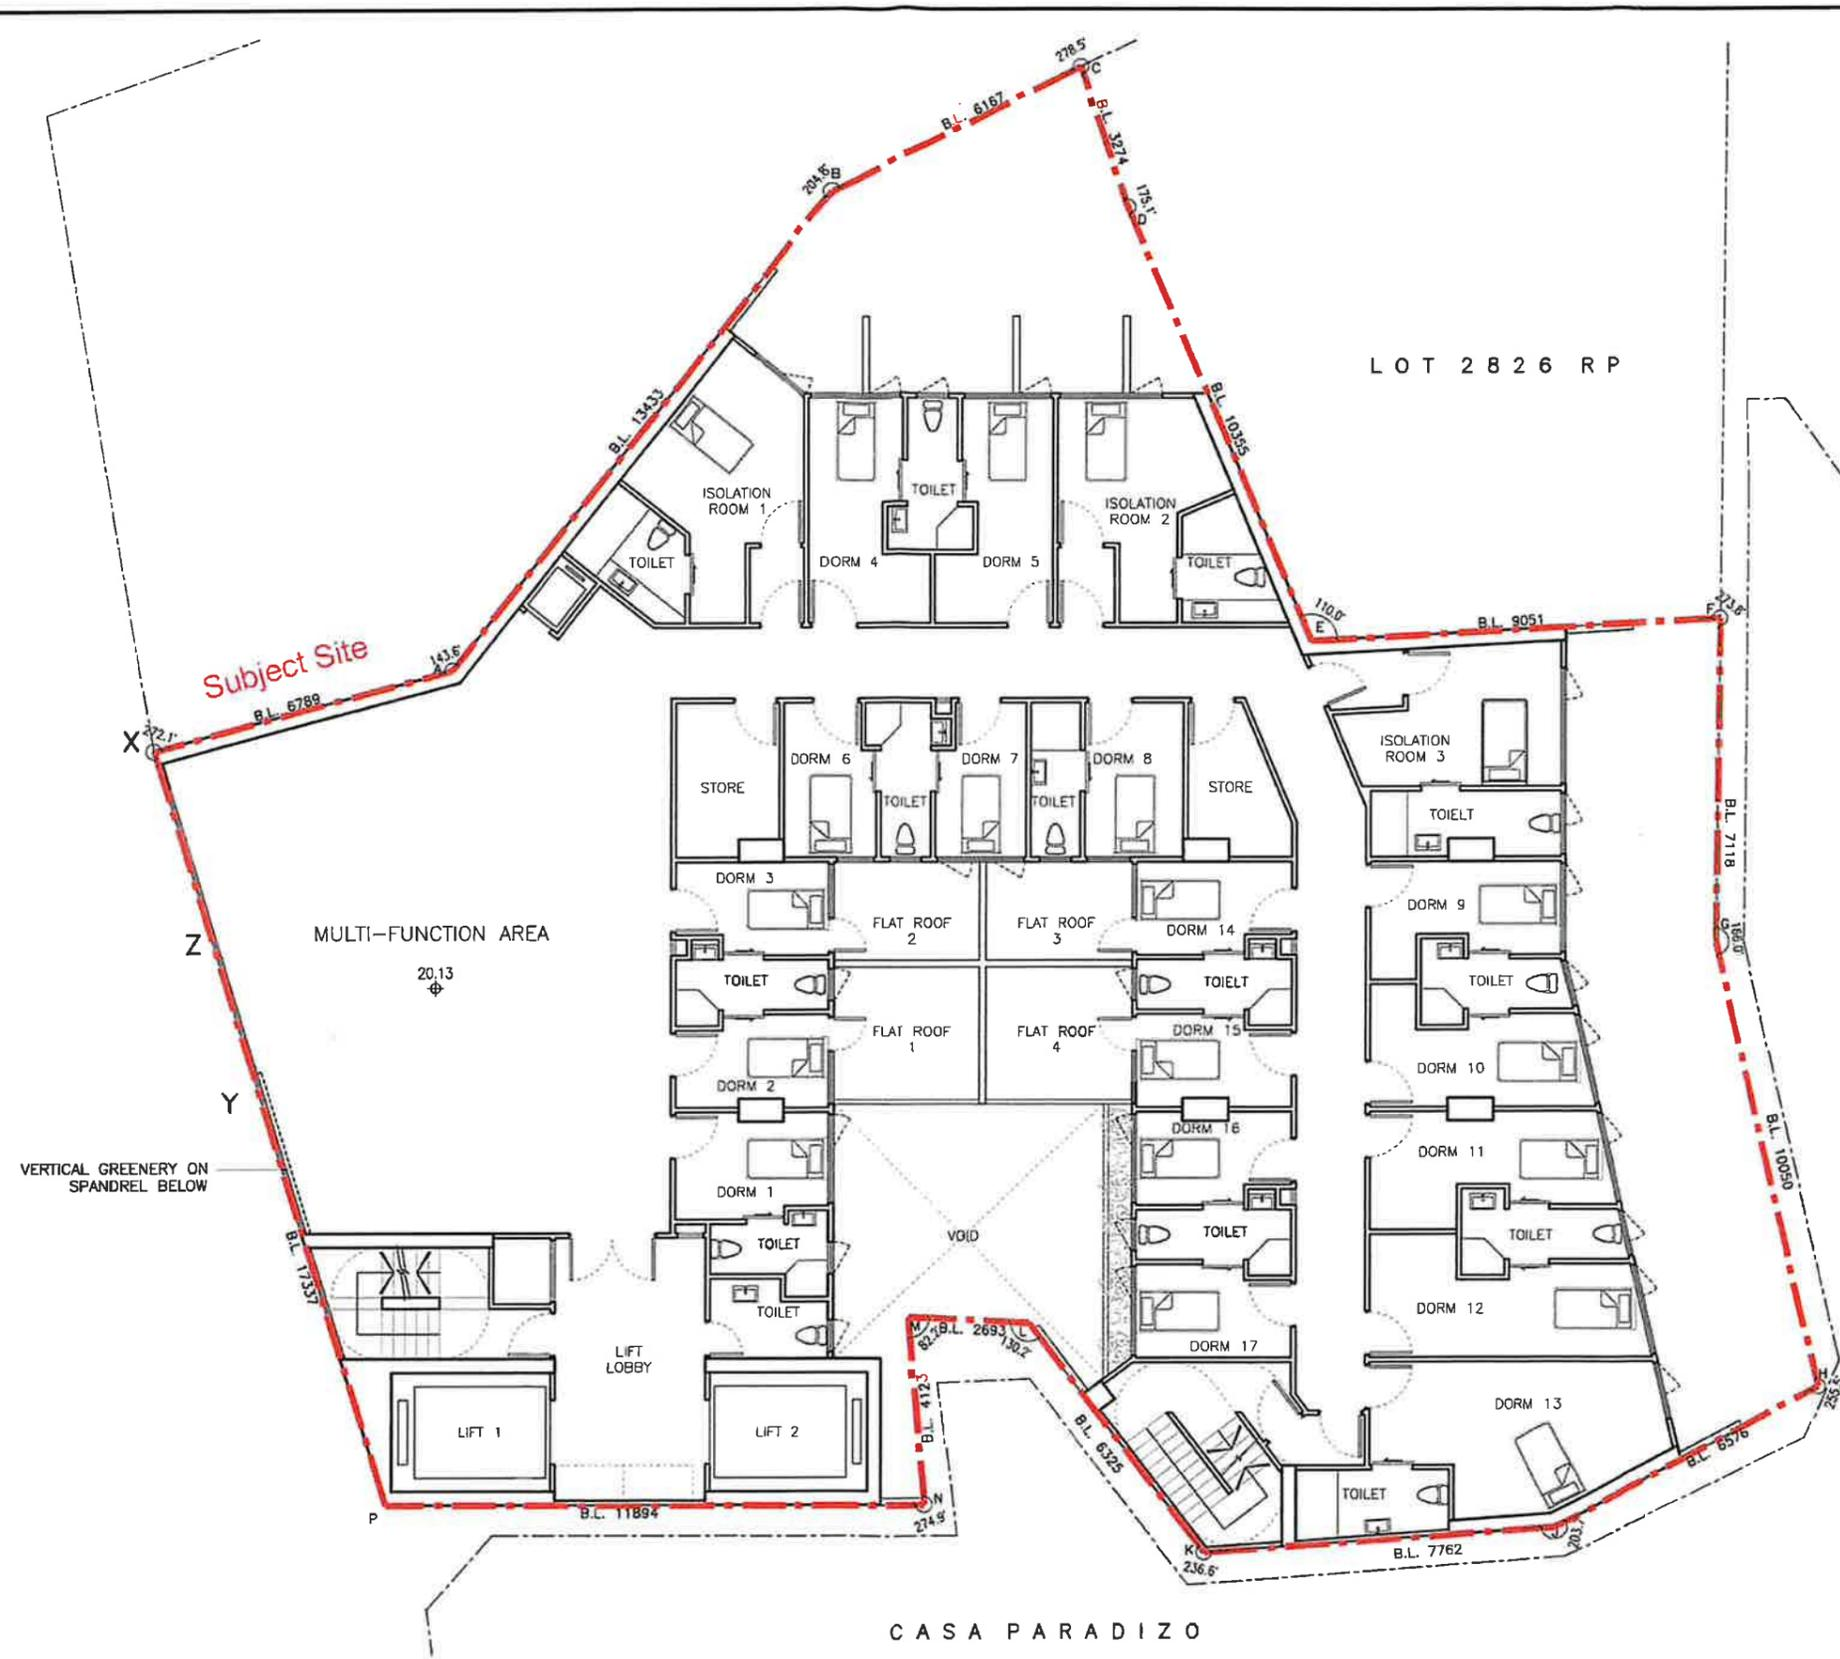 278.5°
C
B.L. 6167
B.L. 3274
204.8°
B
175.1°
D
LOT 2826 RP
B.L. 13433
B.L. 10355
ISOLATION
ROOM 1
TOILET
ISOLATION
ROOM 2
TOILET
DORM 4
DORM 5
TOILET
110.0°
E
B.L. 9051
F
273.8°
Subject Site
143.6°
A
B.L. 6789
X
272.1°
STORE
DORM 6
DORM 7
DORM 8
STORE
TOILET
TOILET
ISOLATION
ROOM 3
TOIELT
B.L. 7118
DORM 3
FLAT ROOF
2
FLAT ROOF
3
DORM 14
DORM 9
Z
MULTI-FUNCTION AREA
20.13
G
166.0°
TOILET
TOIELT
TOILET
FLAT ROOF
1
FLAT ROOF
4
DORM 15
DORM 2
DORM 10
Y
DORM 16
DORM 11
B.L. 10050
VERTICAL GREENERY ON
SPANDREL BELOW
DORM 1
TOILET
VOID
TOILET
TOILET
B.L. 17337
TOILET
DORM 12
M
B.L. 2693
L
130.2°
LIFT
LOBBY
DORM 17
B.L. 4123
H
DORM 13
LIFT 1
LIFT 2
B.L. 6325
B.L. 6576
TOILET
N
274.9°
P
B.L. 11894
J
K
236.6°
B.L. 7762
CASA PARADIZO